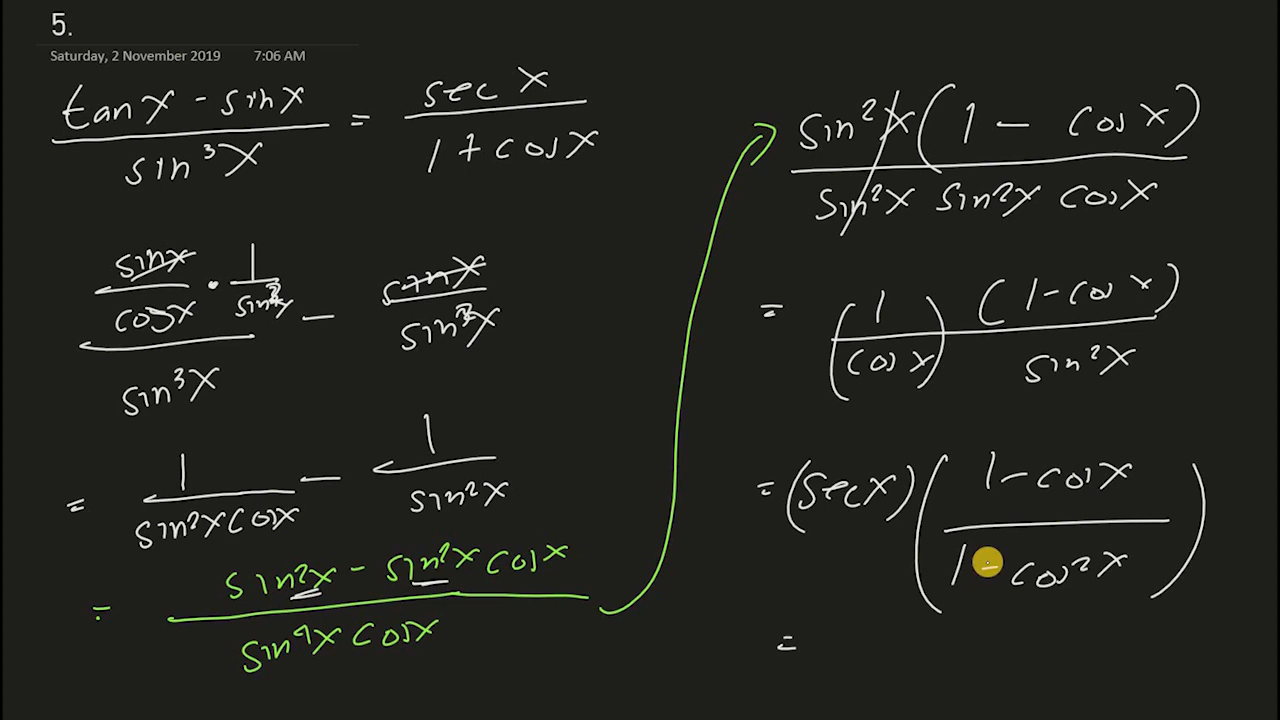 5.
Saturday, 2 November 2019 7:06 AM
(tan x - sin x) / (sin³x) = (sec x) / (1 + cos x)
((sin x / cos x) · (1 / sin²x)) / (sin³x) - (sin x) / (sin²x)
= 1 / (sin²x cos x) - 1 / (sin²x)
= (sin²x - sin²x cos x) / (sin⁴x cos x)
sin²x (1 - cos x) / (sin²x sin²x cos x)
= (1 / cos x) (1 - cos x) / (sin²x)
= (sec x) ((1 - cos x) / (1 - cos²x))
=